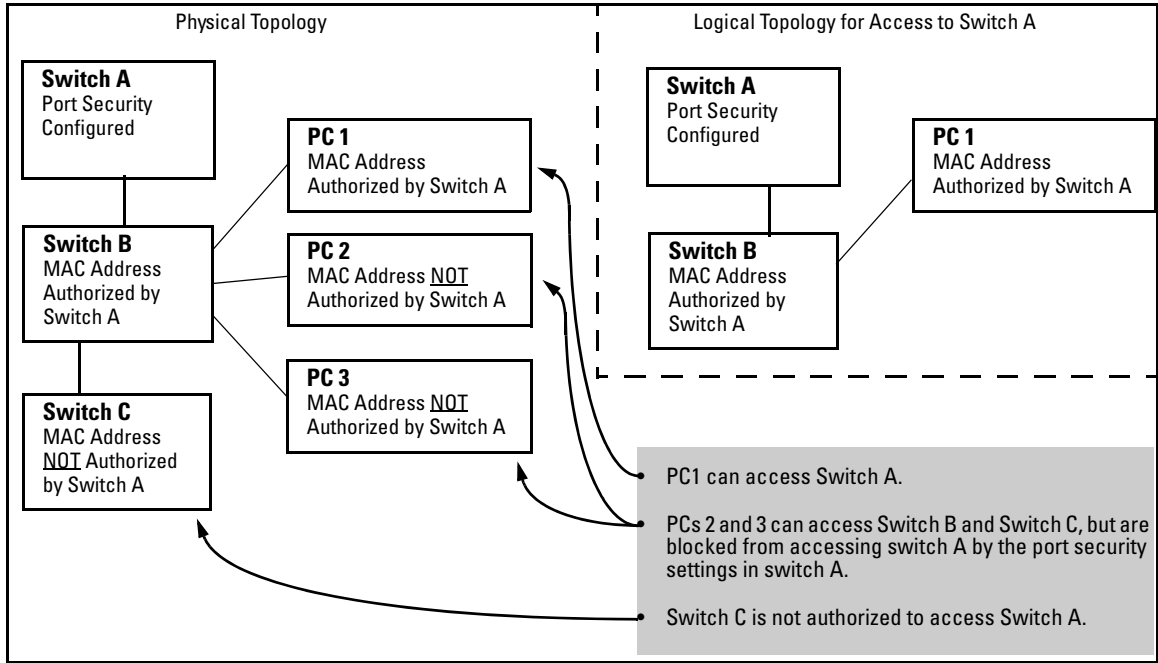 Physical Topology
Switch A
Port Security
Configured
PC 1
MAC Address
Authorized by Switch A
Switch B
MAC Address
Authorized by
Switch A
PC 2
MAC Address NOT
Authorized by Switch A
PC 3
MAC Address NOT
Authorized by Switch A
Switch C
MAC Address
NOT Authorized
by Switch A
Logical Topology for Access to Switch A
Switch A
Port Security
Configured
PC 1
MAC Address
Authorized by Switch A
Switch B
MAC Address
Authorized by
Switch A
• PC1 can access Switch A.
• PCs 2 and 3 can access Switch B and Switch C, but are
blocked from accessing switch A by the port security
settings in switch A.
• Switch C is not authorized to access Switch A.